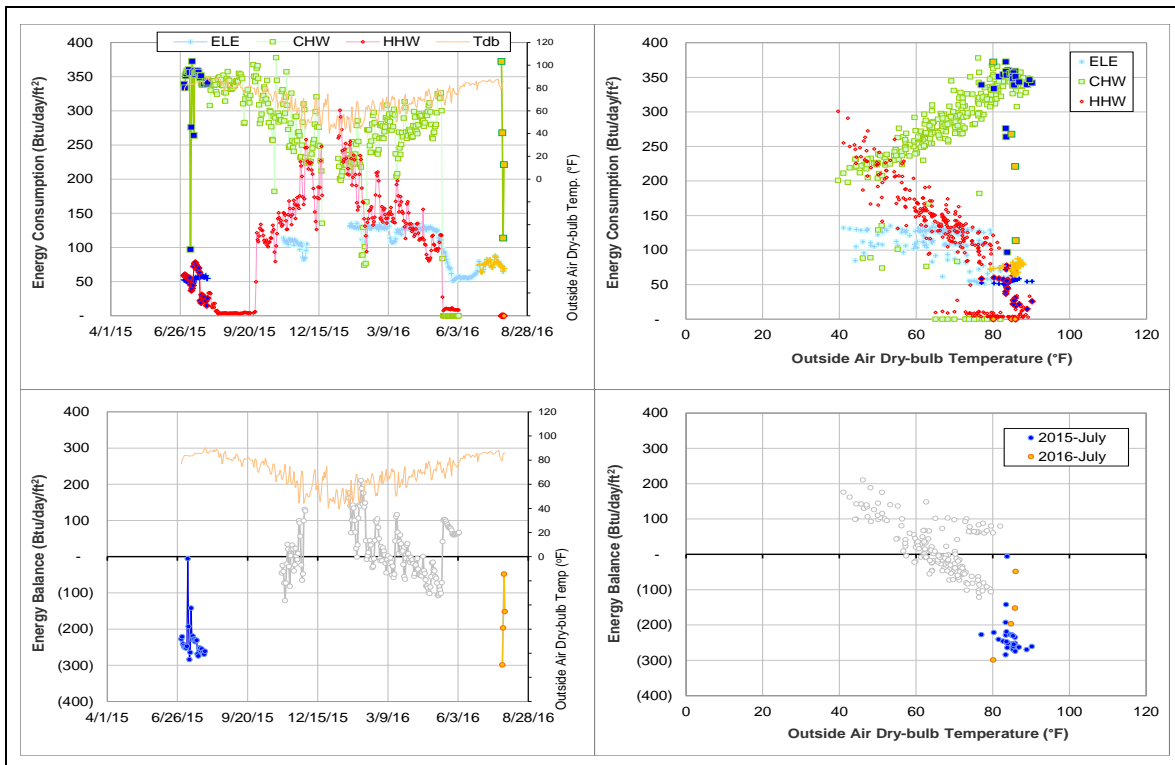 ELE CHW HHW Tdb
Energy Consumption (Btu/day/ft²)
400
350
300
250
200
150
100
50
-
4/1/15 6/26/15 9/20/15 12/15/15 3/9/16 6/3/16 8/28/16
120
100
80
60
40
20
0
Outside Air Dry-bulb Temp. (°F)
Energy Consumption (Btu/day/ft²)
400
350
300
250
200
150
100
50
-
0 20 40 60 80 100 120
Outside Air Dry-bulb Temperature (°F)
ELE
CHW
HHW
Energy Balance (Btu/day/ft²)
400
300
200
100
-
(100)
(200)
(300)
(400)
4/1/15 6/26/15 9/20/15 12/15/15 3/9/16 6/3/16 8/28/16
120
100
80
60
40
20
0
Outside Air Dry-bulb Temp (°F)
Energy Balance (Btu/day/ft²)
400
300
200
100
-
(100)
(200)
(300)
(400)
0 20 40 60 80 100 120
Outside Air Dry-bulb Temperature (°F)
2015-July
2016-July